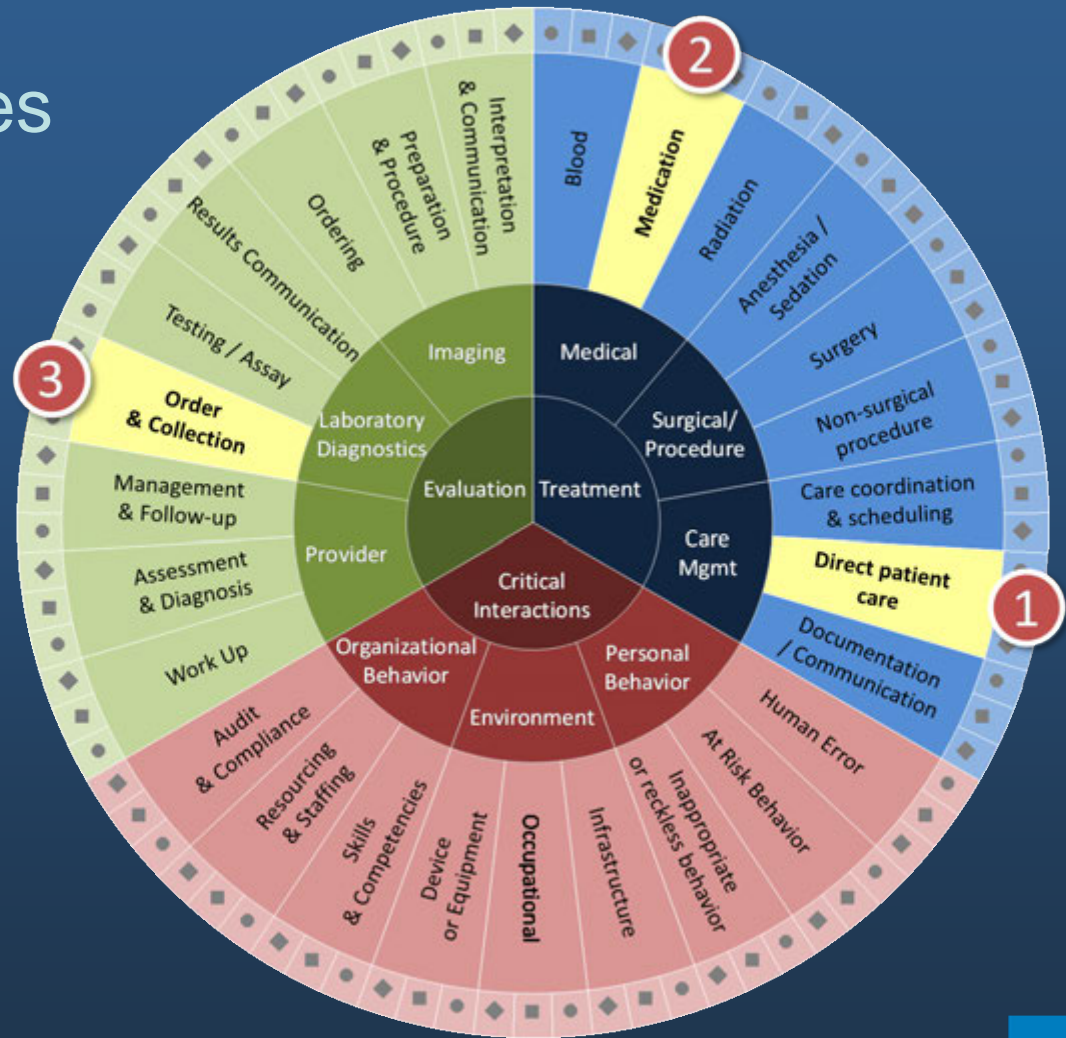 es
2
1
3
Blood
Medication
Radiation
Anesthesia /
Sedation
Surgery
Non-surgical
procedure
Care coordination
& scheduling
Direct patient
care
Documentation
/ Communication
Human Error
At Risk Behavior
Inappropriate
or reckless behavior
Infrastructure
Occupational
Device
or Equipment
Skills
& Competencies
Resourcing
& Staffing
Audit
& Compliance
Work Up
Assessment
& Diagnosis
Management
& Follow-up
Order
& Collection
Testing / Assay
Results Communication
Ordering
Preparation
& Procedure
Interpretation
& Communication
Imaging
Medical
Laboratory
Diagnostics
Surgical/
Procedure
Evaluation
Treatment
Provider
Care
Mgmt
Critical
Interactions
Organizational
Behavior
Personal
Behavior
Environment